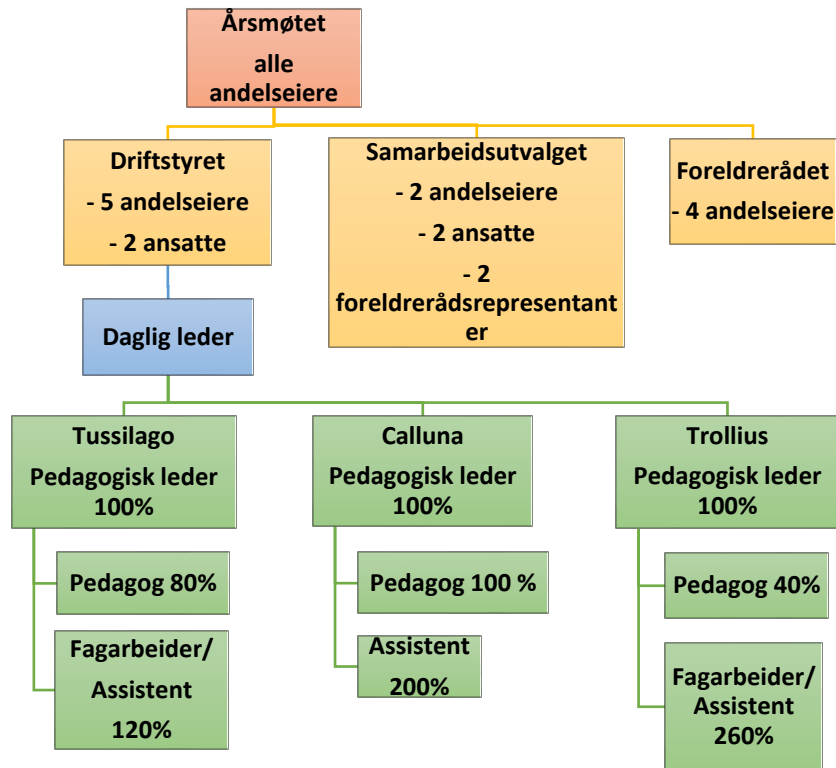 Årsmøtet
alle
andelseiere
Driftstyret
- 5 andelseiere
- 2 ansatte
Samarbeidsutvalget
- 2 andelseiere
- 2 ansatte
- 2
foreldrerådsrepresentant
er
Foreldrerådet
- 4 andelseiere
Daglig leder
Tussilago
Pedagogisk leder
100%
Calluna
Pedagogisk leder
100%
Trollius
Pedagogisk leder
100%
Pedagog 80%
Pedagog 100 %
Pedagog 40%
Fagarbeider/
Assistent
120%
Assistent
200%
Fagarbeider/
Assistent
260%